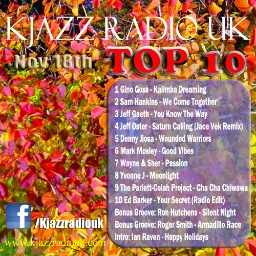 KJAZZ RADIO UK
Nov 18th TOP 10
1 Gino Goss - Kalimba Dreaming
2 Sam Hankins - We Come Together
3 Jeff Gaeth - You Know The Way
4 Jeff Oster - Saturn Calling (Jace Vek Remix)
5 Denny Jiosa - Wounded Warriors
6 Mark Mosley - Good Vibes
7 Wayne & Sher - Passion
8 Yvonne J - Moonlight
9 The Parlett-Colah Project - Cha Cha Chiwawa
10 Ed Barker - Your Secret (Radio Edit)
Bonus Groove: Ron Hutchens - Silent Night
Bonus Groove: Roger Smith - Armadillo Race
Intro: Ian Raven - Happy Holidays
f /Kjazzradiouk
www.kjazzradiouk.com